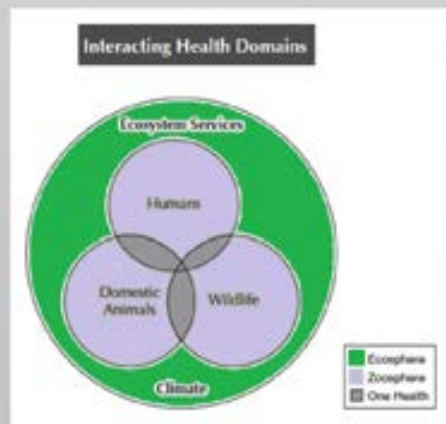 Interacting Health Domains
Ecosystem Services
Humans
Domestic
Animals
Wildlife
Climate
Ecosphere
Zoosphere
One Health